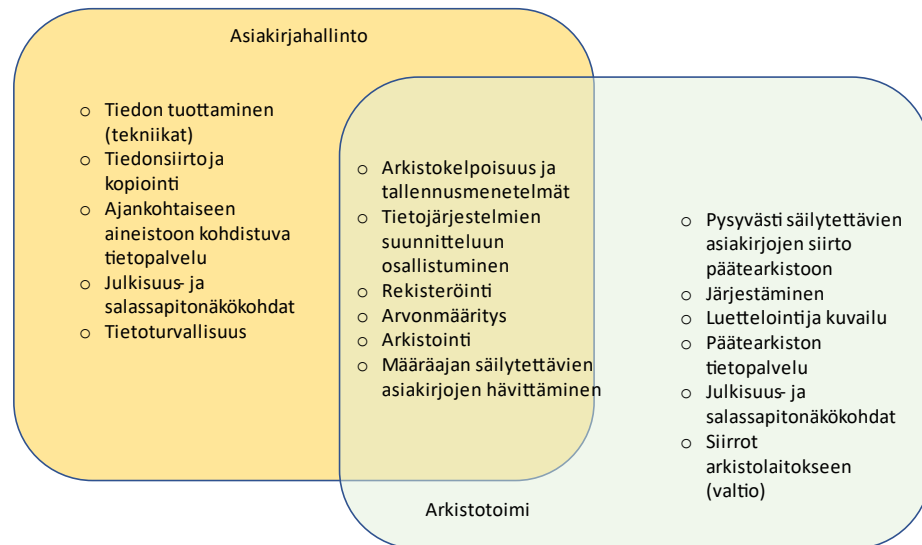 Asiakirjahallinto
o Tiedon tuottaminen
(tekniikat)
o Tiedonsiirto ja
kopiointi
o Ajankohtaiseen
aineistoon kohdistuva
tietopalvelu
o Julkisuus- ja
salassapitonäkökohdat
o Tietoturvallisuus
o Arkistokelpoisuus ja
tallennusmenetelmät
o Tietojärjestelmien
suunnitteluun
osallistuminen
o Rekisteröinti
o Arvonmääritys
o Arkistointi
o Määräajan säilytettävien
asiakirjojen hävittäminen
o Pysyvästi säilytettävien
asiakirjojen siirto
päätearkistoon
o Järjestäminen
o Luettelointi ja kuvailu
o Päätearkiston
tietopalvelu
o Julkisuus- ja
salassapitonäkökohdat
o Siirrot
arkistolaitokseen
(valtio)
Arkistotoimi